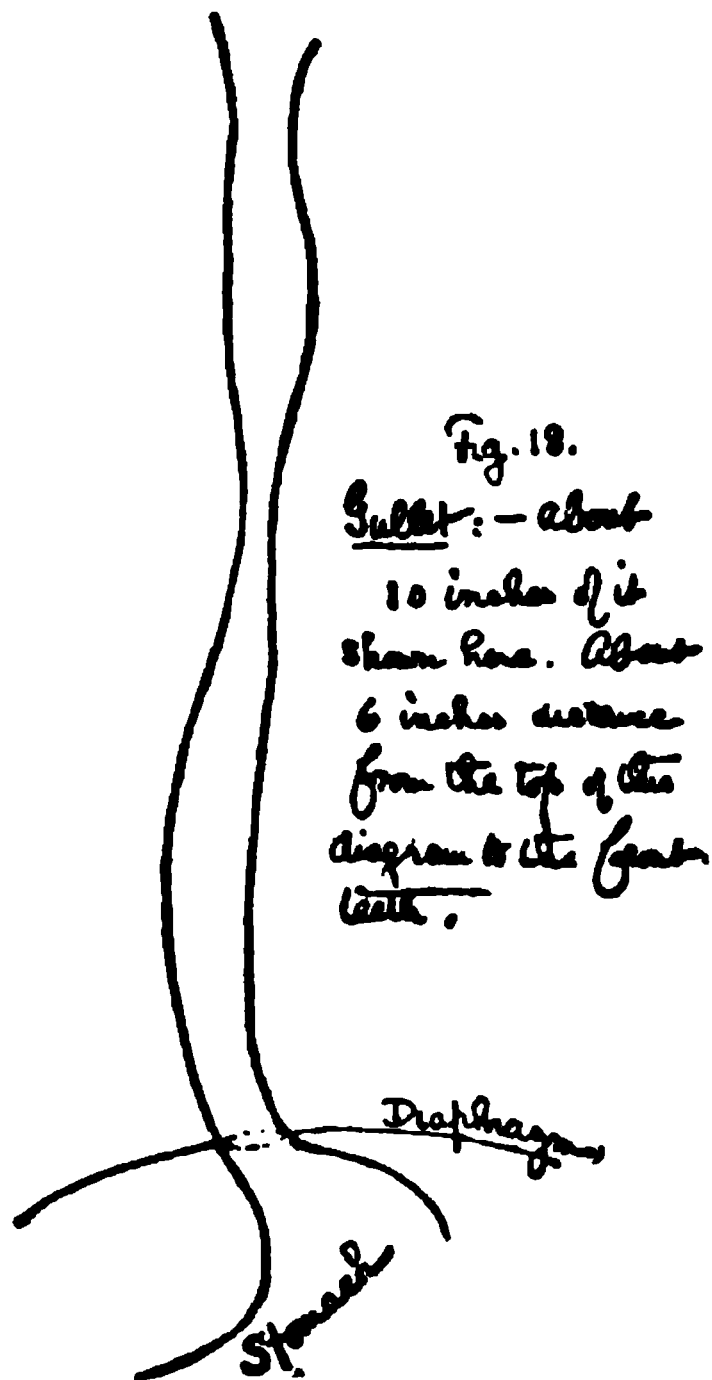 Fig. 18.
Gullet: — About
10 inches of it
shown here. About
6 inches distance
from the top of this
diagram to the front
teeth.
Diaphragm
Stomach